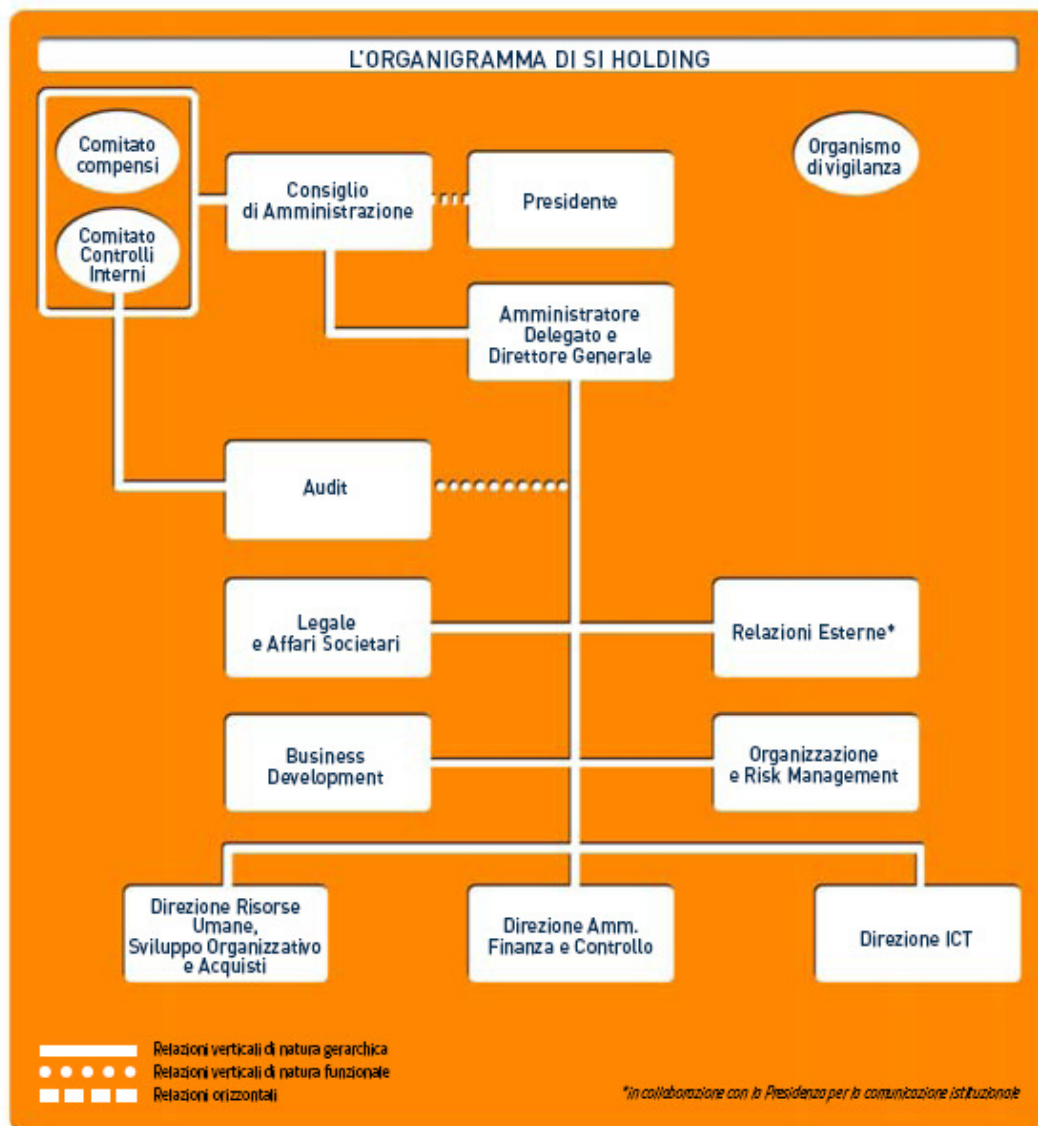 L'ORGANIGRAMMA DI SI HOLDING
Comitato
compensi
Organismo
di vigilanza
Consiglio
di Amministrazione
Presidente
Comitato
Controlli
Interni
Amministratore
Delegato e
Direttore Generale
Audit
Legale
e Affari Societari
Relazioni Esterne*
Business
Development
Organizzazione
e Risk Management
Direzione Risorse
Umane,
Sviluppo Organizzativo
e Acquisti
Direzione Amm.
Finanza e Controllo
Direzione ICT
Relazioni verticali di natura gerarchica
Relazioni verticali di natura funzionale
Relazioni orizzontali
*in collaborazione con la Presidenza per la comunicazione istituzionale